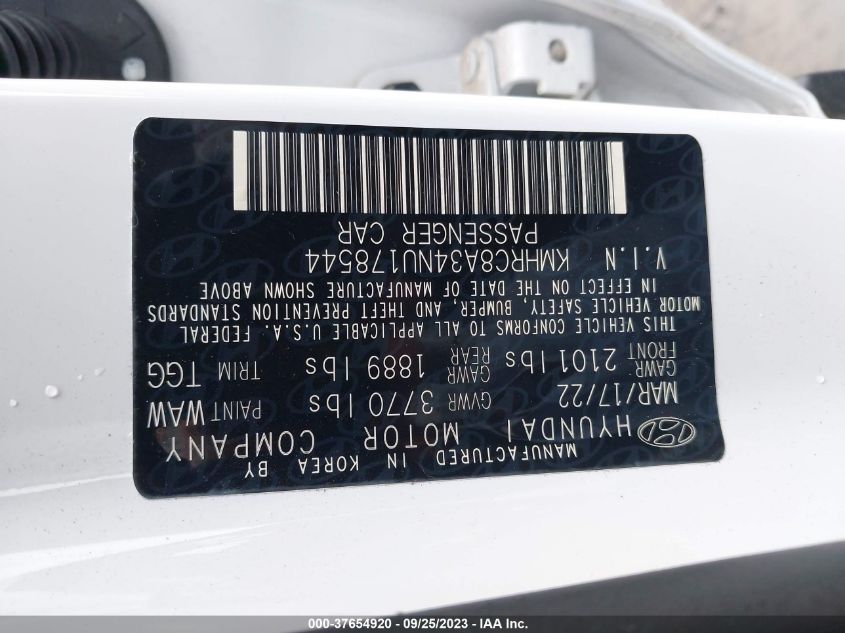 MANUFACTURED IN KOREA BY
HYUNDAI MOTOR COMPANY
MAR/17/22 GVWR 3770 lbs PAINT WAW
GAWR FRONT 2101 lbs GAWR REAR 1889 lbs TRIM TGG
THIS VEHICLE CONFORMS TO ALL APPLICABLE U.S.A. FEDERAL
MOTOR VEHICLE SAFETY, BUMPER, AND THEFT PREVENTION STANDARDS
IN EFFECT ON THE DATE OF MANUFACTURE SHOWN ABOVE
V.I.N KMHRC8A34NU178544
PASSENGER CAR
000-37654920 - 09/25/2023 - IAA Inc.